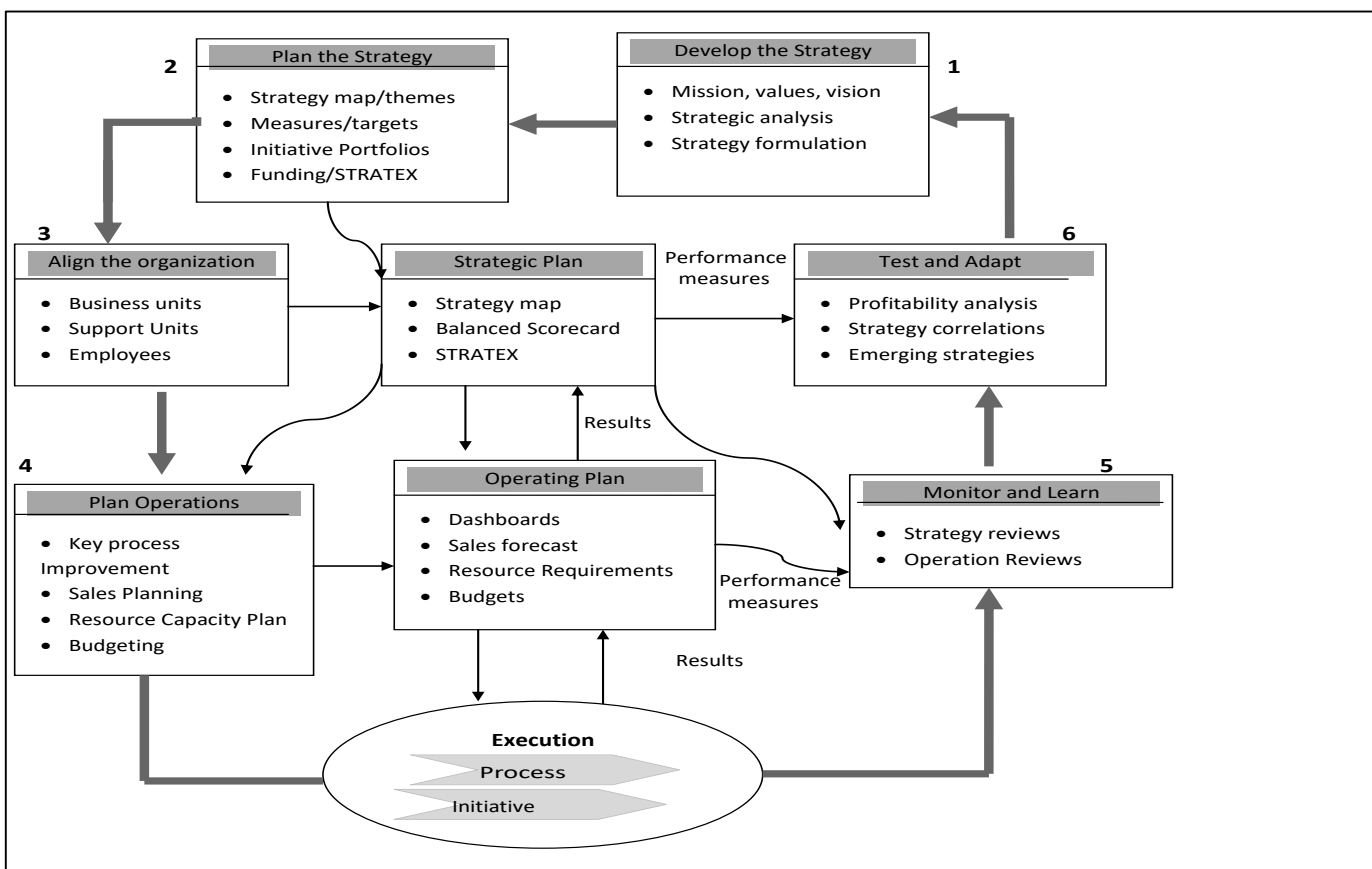 Develop the Strategy
1
• Mission, values, vision
• Strategic analysis
• Strategy formulation
Plan the Strategy
2
• Strategy map/themes
• Measures/targets
• Initiative Portfolios
• Funding/STRATEX
3
Align the organization
• Business units
• Support Units
• Employees
Strategic Plan
• Strategy map
• Balanced Scorecard
• STRATEX
Performance
measures
6
Test and Adapt
• Profitability analysis
• Strategy correlations
• Emerging strategies
Results
4
Plan Operations
• Key process
Improvement
• Sales Planning
• Resource Capacity Plan
• Budgeting
Operating Plan
• Dashboards
• Sales forecast
• Resource Requirements
• Budgets
Performance
measures
5
Monitor and Learn
• Strategy reviews
• Operation Reviews
Results
Execution
Process
Initiative